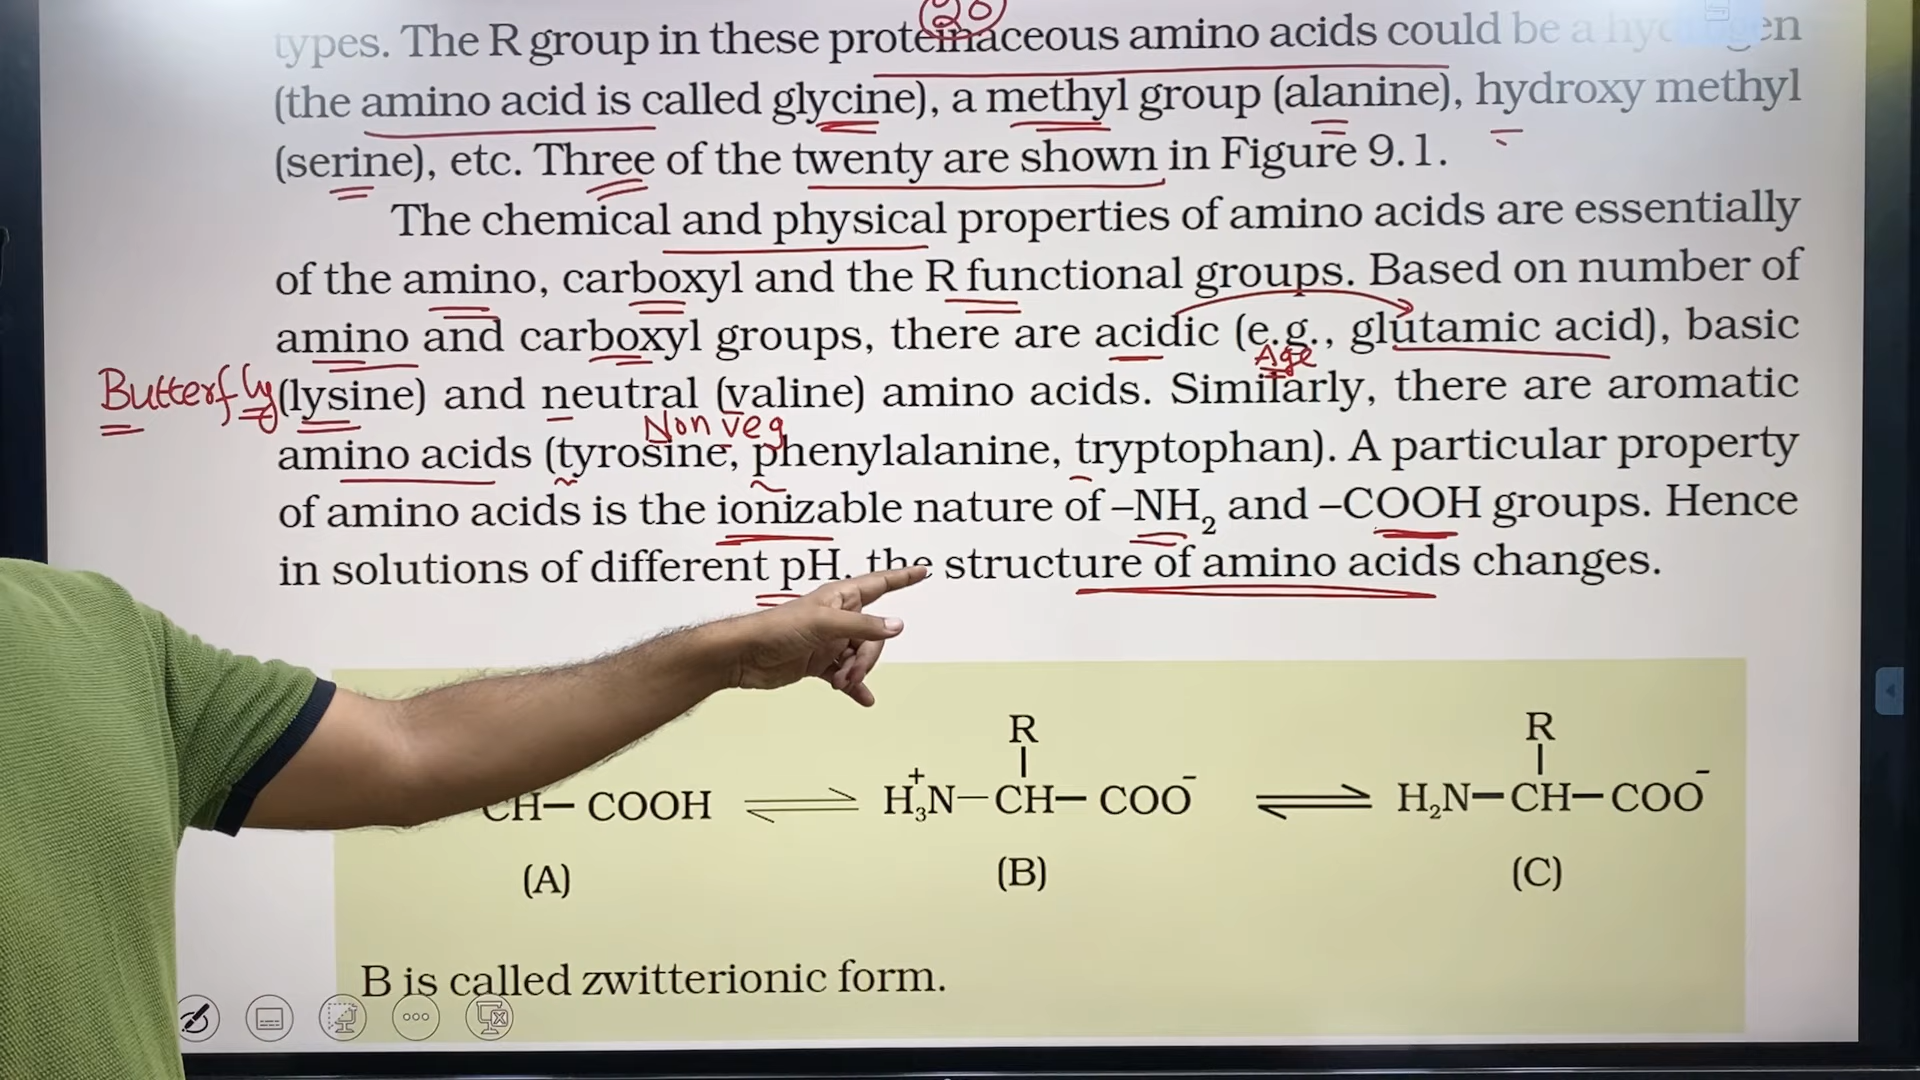 20
types. The R group in these proteinaceous amino acids could be a hydrogen
(the amino acid is called glycine), a methyl group (alanine), hydroxy methyl
(serine), etc. Three of the twenty are shown in Figure 9.1.
The chemical and physical properties of amino acids are essentially
of the amino, carboxyl and the R functional groups. Based on number of
amino and carboxyl groups, there are acidic (e.g., glutamic acid), basic
Age
Butterfly (lysine) and neutral (valine) amino acids. Similarly, there are aromatic
Non veg
amino acids (tyrosine, phenylalanine, tryptophan). A particular property
of amino acids is the ionizable nature of –NH₂ and –COOH groups. Hence
in solutions of different pH, the structure of amino acids changes.
R R
CH– COOH ⇌ H₃N⁺–CH–COO⁻ ⇌ H₂N–CH–COO⁻
(A) (B) (C)
B is called zwitterionic form.